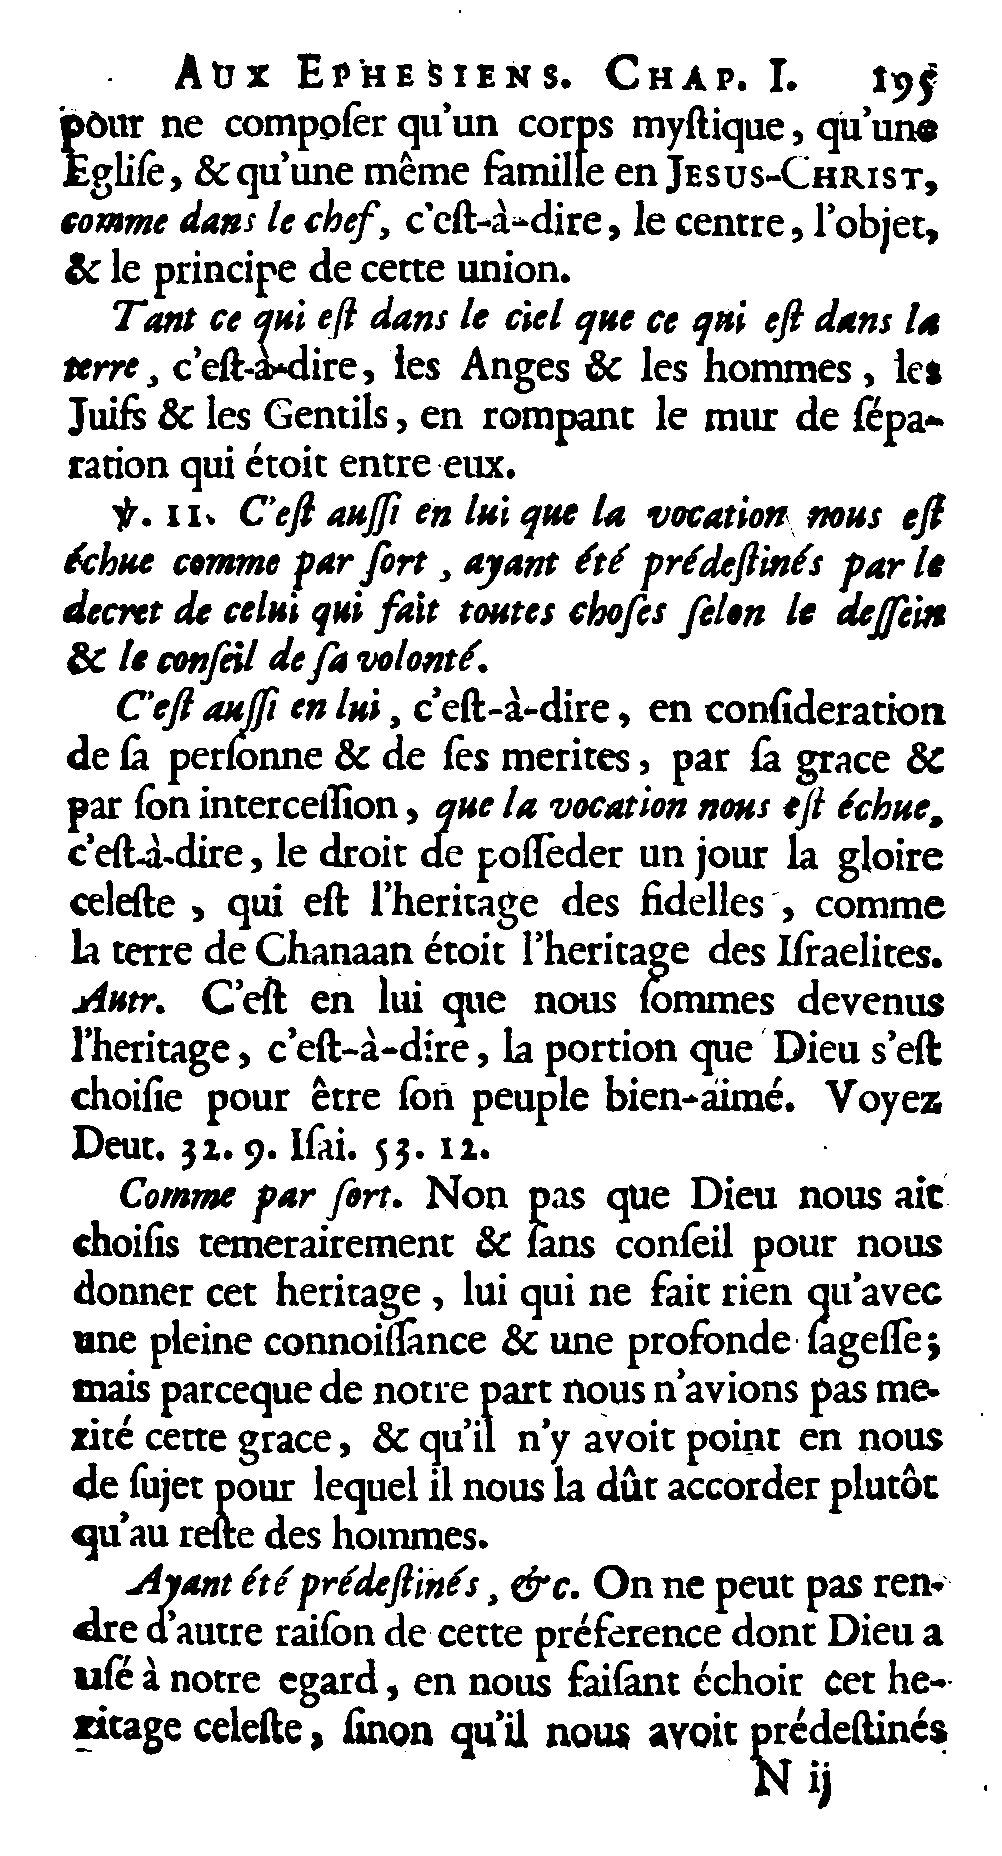 AUX EPHESIENS. CHAP. I. 195
pour ne compoſer qu'un corps myſtique, qu'une
Egliſe, & qu'une même famille en JESUS-CHRIST,
comme dans le chef, c'eſt-à-dire, le centre, l'objet,
& le principe de cette union.
Tant ce qui eſt dans le ciel que ce qui eſt dans la
terre, c'eſt-à-dire, les Anges & les hommes, les
Juifs & les Gentils, en rompant le mur de ſépa-
ration qui étoit entre eux.
℣. 11. C'eſt auſſi en lui que la vocation nous eſt
échue comme par ſort, ayant été prédeſtinés par le
decret de celui qui fait toutes choſes ſelon le deſſein
& le conſeil de ſa volonté.
C'eſt auſſi en lui, c'eſt-à-dire, en conſideration
de ſa perſonne & de ſes merites, par ſa grace &
par ſon interceſſion, que la vocation nous eſt échue,
c'eſt-à-dire, le droit de poſſeder un jour la gloire
celeſte, qui eſt l'heritage des fidelles, comme
la terre de Chanaan étoit l'heritage des Iſraelites.
Autr. C'eſt en lui que nous ſommes devenus
l'heritage, c'eſt-à-dire, la portion que Dieu s'eſt
choiſie pour être ſon peuple bien-aimé. Voyez
Deut. 32. 9. Iſai. 53. 12.
Comme par ſort. Non pas que Dieu nous ait
choiſis temerairement & ſans conſeil pour nous
donner cet heritage, lui qui ne fait rien qu'avec
une pleine connoiſſance & une profonde ſageſſe;
mais parceque de notre part nous n'avions pas me-
rité cette grace, & qu'il n'y avoit point en nous
de ſujet pour lequel il nous la dût accorder plutôt
qu'au reſte des hommes.
Ayant été prédeſtinés, &c. On ne peut pas ren-
dre d'autre raiſon de cette préference dont Dieu a
uſé à notre egard, en nous faiſant échoir cet he-
ritage celeſte, ſinon qu'il nous avoit prédeſtinés
N ij